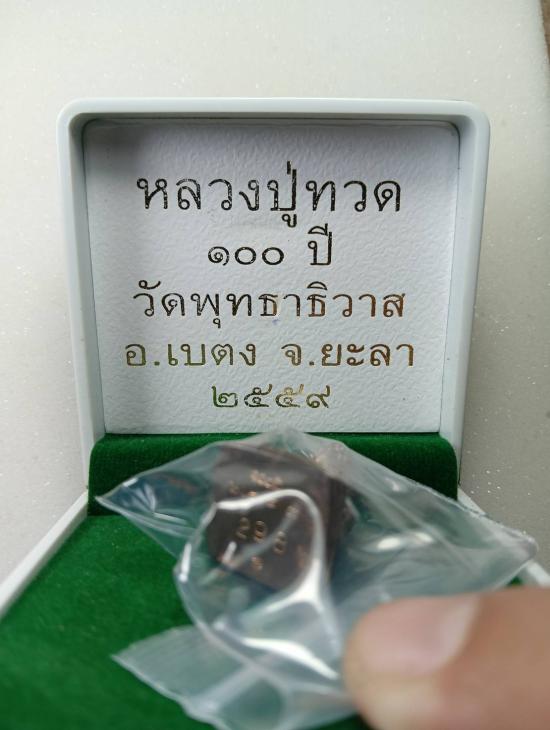 หลวงปู่ทวด
๑๐๐ ปี
วัดพุทธาธิวาส
อ.เบตง จ.ยะลา
๒๕๕๙